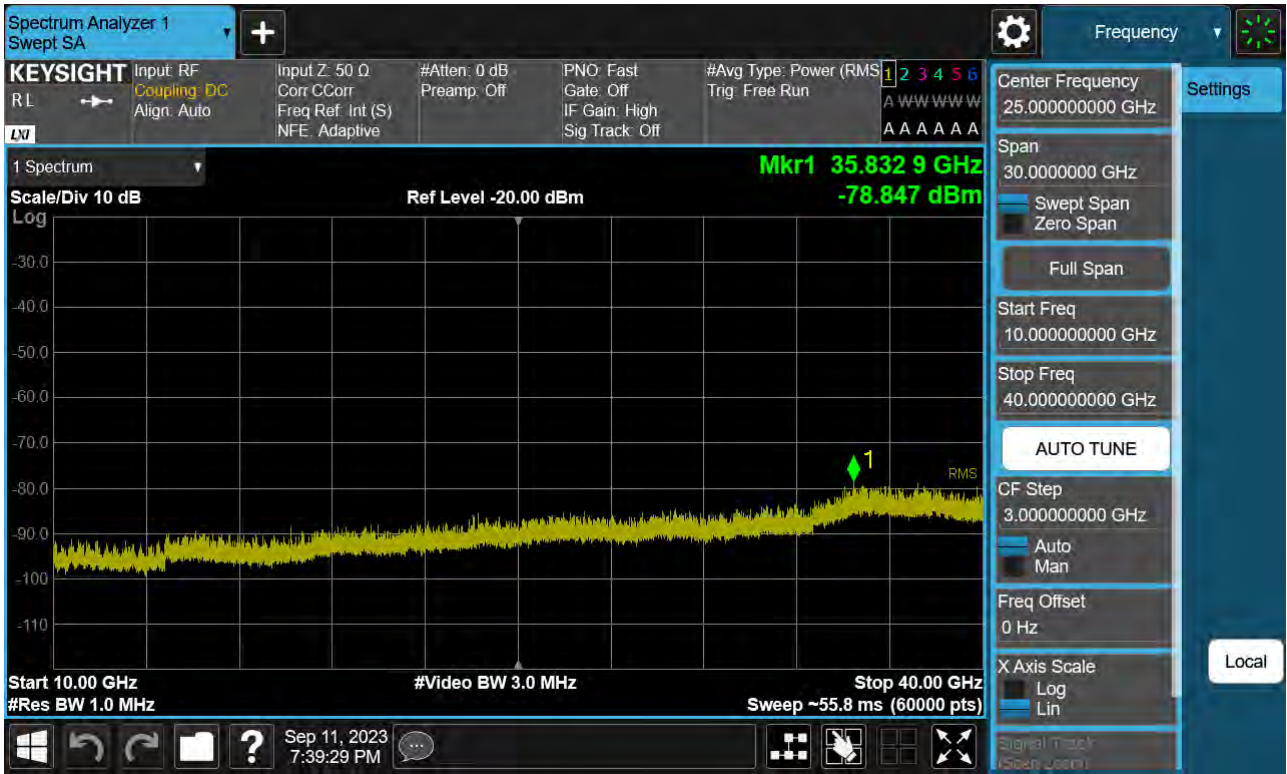 Spectrum Analyzer 1
Swept SA
+
Frequency
KEYSIGHT
RL
LXI
Input: RF
Coupling: DC
Align: Auto
Input Z: 50 Ω
Corr CCorr
Freq Ref: Int (S)
NFE: Adaptive
#Atten: 0 dB
Preamp: Off
PNO: Fast
Gate: Off
IF Gain: High
Sig Track: Off
#Avg Type: Power (RMS
Trig: Free Run
1 2 3 4 5 6
A W W W W W
A A A A A A
1 Spectrum
Scale/Div 10 dB
Log
Ref Level -20.00 dBm
Mkr1 35.832 9 GHz
-78.847 dBm
-30.0
-40.0
-50.0
-60.0
-70.0
-80.0
-90.0
-100
-110
1
RMS
Start 10.00 GHz
#Res BW 1.0 MHz
#Video BW 3.0 MHz
Stop 40.00 GHz
Sweep ~55.8 ms (60000 pts)
Center Frequency
25.000000000 GHz
Span
30.0000000 GHz
Swept Span
Zero Span
Full Span
Start Freq
10.000000000 GHz
Stop Freq
40.000000000 GHz
AUTO TUNE
CF Step
3.000000000 GHz
Auto
Man
Freq Offset
0 Hz
X Axis Scale
Log
Lin
Signal Track
(Span Zoom)
Settings
Local
?
Sep 11, 2023
7:39:29 PM